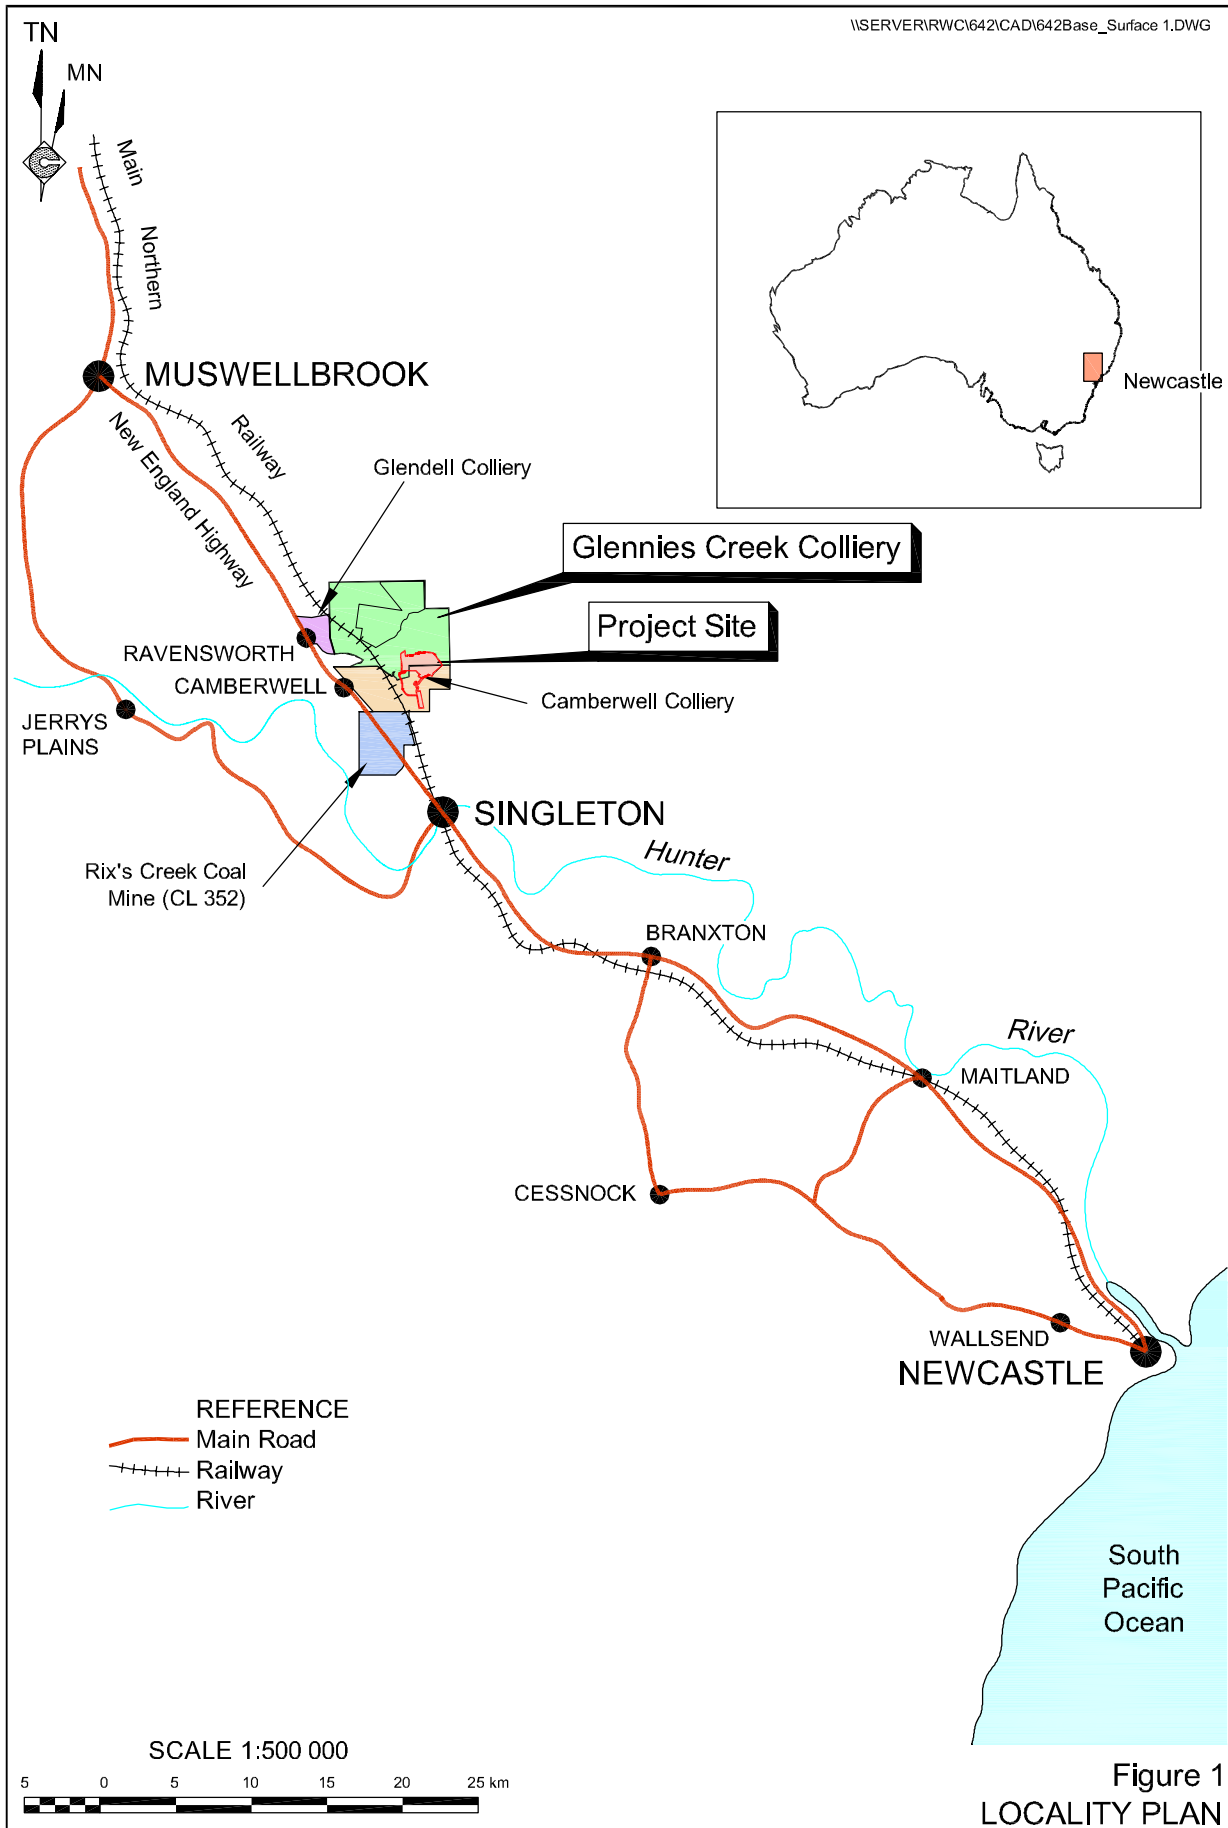 \\SERVER\RWC\642\CAD\642Base_Surface 1.DWG
TN
MN
Main
Northern
Railway
MUSWELLBROOK
Newcastle
New England Highway
Glendell Colliery
Glennies Creek Colliery
Project Site
RAVENSWORTH
CAMBERWELL
Camberwell Colliery
JERRYS
PLAINS
SINGLETON
Rix's Creek Coal
Mine (CL 352)
Hunter
BRANXTON
River
MAITLAND
CESSNOCK
WALLSEND
NEWCASTLE
REFERENCE
Main Road
Railway
River
South
Pacific
Ocean
SCALE 1:500 000
5 0 5 10 15 20 25 km
Figure 1
LOCALITY PLAN